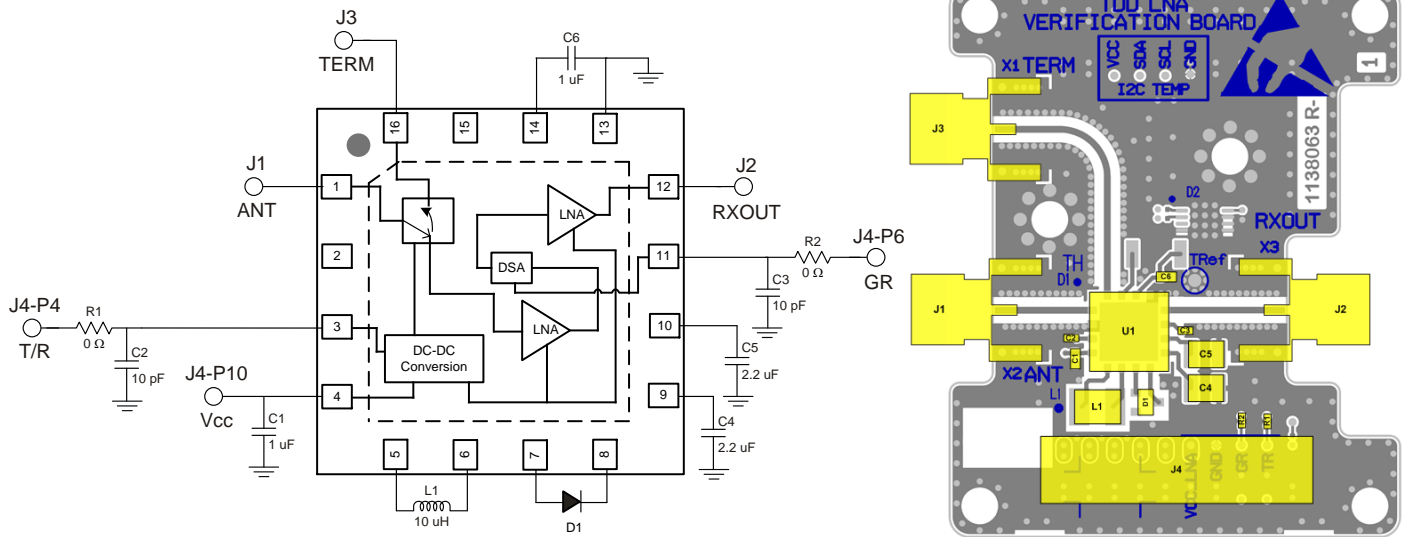 J3
TERM
C6
1 uF
16
15
14
13
J1
ANT
1
12
J2
RXOUT
LNA
2
11
R2
0 Ω
J4-P6
GR
DSA
C3
10 pF
J4-P4
T/R
R1
0 Ω
3
10
LNA
C2
10 pF
DC-DC
Conversion
C5
2.2 uF
J4-P10
Vcc
4
9
C1
1 uF
C4
2.2 uF
5
6
7
8
L1
10 uH
D1
TDD LNA
VERIFICATION BOARD
VCC
SDA
SCL
GND
I2C TEMP
X1 TERM
1
J3
1138063 R-
D2
RXOUT
X3
TRef
TH
D1
C6
J1
U1
J2
C2
C1
C3
C5
X2 ANT
C4
L1
L1
D1
R2
R1
J4
VCC_LNA
GND
GR
TR